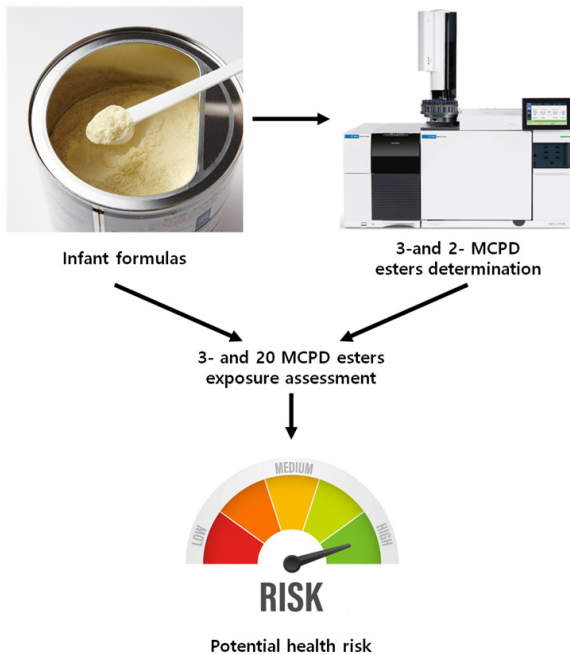 Infant formulas
3-and 2- MCPD
esters determination
3- and 20 MCPD esters
exposure assessment
LOW
MEDIUM
HIGH
RISK
Potential health risk